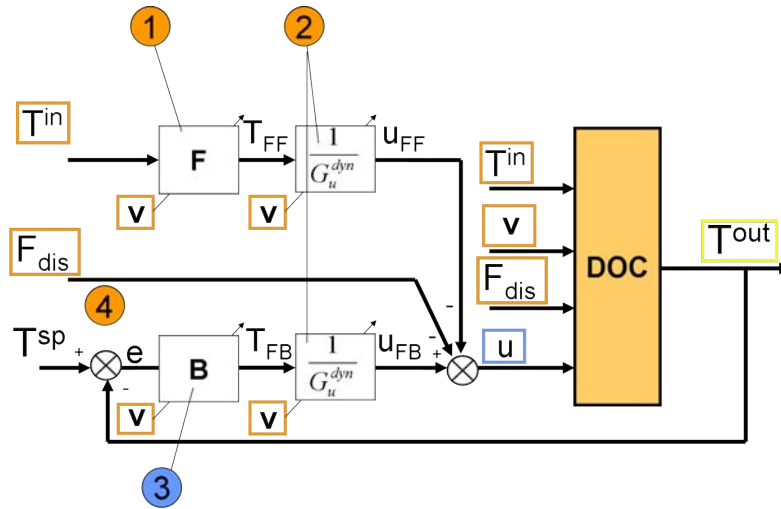 1
2
T^in
F
T_FF
1
G_u^dyn
u_FF
v
v
T^in
v
F_dis
DOC
T^out
F_dis
4
-
-
+
T^sp
+
-
e
B
T_FB
1
G_u^dyn
u_FB
u
v
v
3